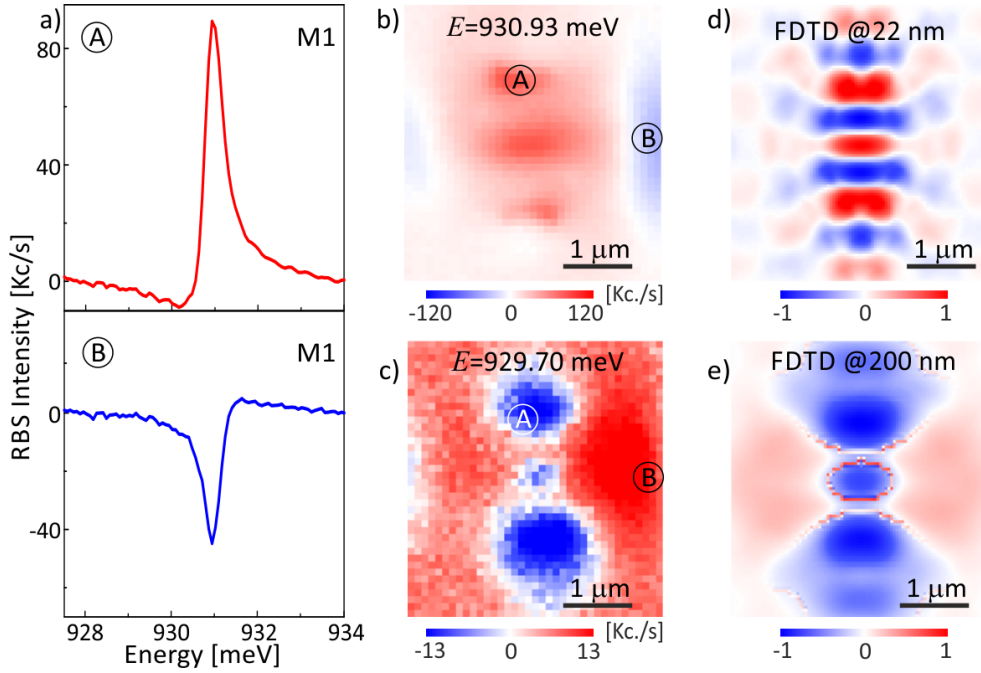 a)
A
M1
80
40
0
B
M1
0
-40
928
930
932
934
RBS Intensity [Kc/s]
Energy [meV]
b)
E=930.93 meV
A
B
1 μm
[Kc./s]
-120
0
120
c)
E=929.70 meV
A
B
1 μm
[Kc./s]
-13
0
13
d)
FDTD @22 nm
1 μm
-1
0
1
e)
FDTD @200 nm
1 μm
-1
0
1